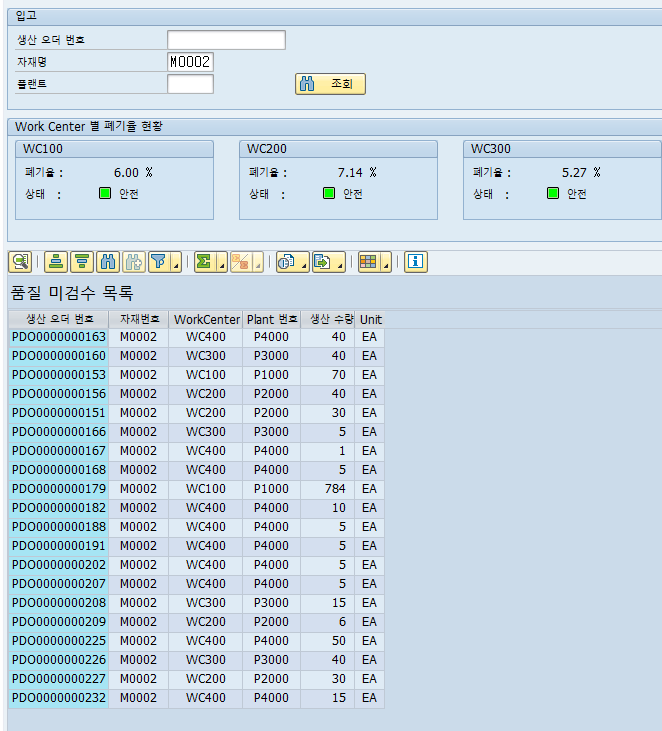 입고
생산 오더 번호
자재명 M0002
플랜트 조회
Work Center 별 폐기율 현황
WC100 WC200 WC300
폐기율 : 6.00 % 폐기율 : 7.14 % 폐기율 : 5.27 %
상태 : 안전 상태 : 안전 상태 : 안전
품질 미검수 목록
생산 오더 번호 자재번호 WorkCenter Plant 번호 생산 수량 Unit
PDO0000000163 M0002 WC400 P4000 40 EA
PDO0000000160 M0002 WC300 P3000 40 EA
PDO0000000153 M0002 WC100 P1000 70 EA
PDO0000000156 M0002 WC200 P2000 40 EA
PDO0000000151 M0002 WC200 P2000 30 EA
PDO0000000166 M0002 WC300 P3000 5 EA
PDO0000000167 M0002 WC400 P4000 1 EA
PDO0000000168 M0002 WC400 P4000 5 EA
PDO0000000179 M0002 WC100 P1000 784 EA
PDO0000000182 M0002 WC400 P4000 10 EA
PDO0000000188 M0002 WC400 P4000 5 EA
PDO0000000191 M0002 WC400 P4000 5 EA
PDO0000000202 M0002 WC400 P4000 5 EA
PDO0000000207 M0002 WC400 P4000 5 EA
PDO0000000208 M0002 WC300 P3000 15 EA
PDO0000000209 M0002 WC200 P2000 6 EA
PDO0000000225 M0002 WC400 P4000 50 EA
PDO0000000226 M0002 WC300 P3000 40 EA
PDO0000000227 M0002 WC200 P2000 30 EA
PDO0000000232 M0002 WC400 P4000 15 EA